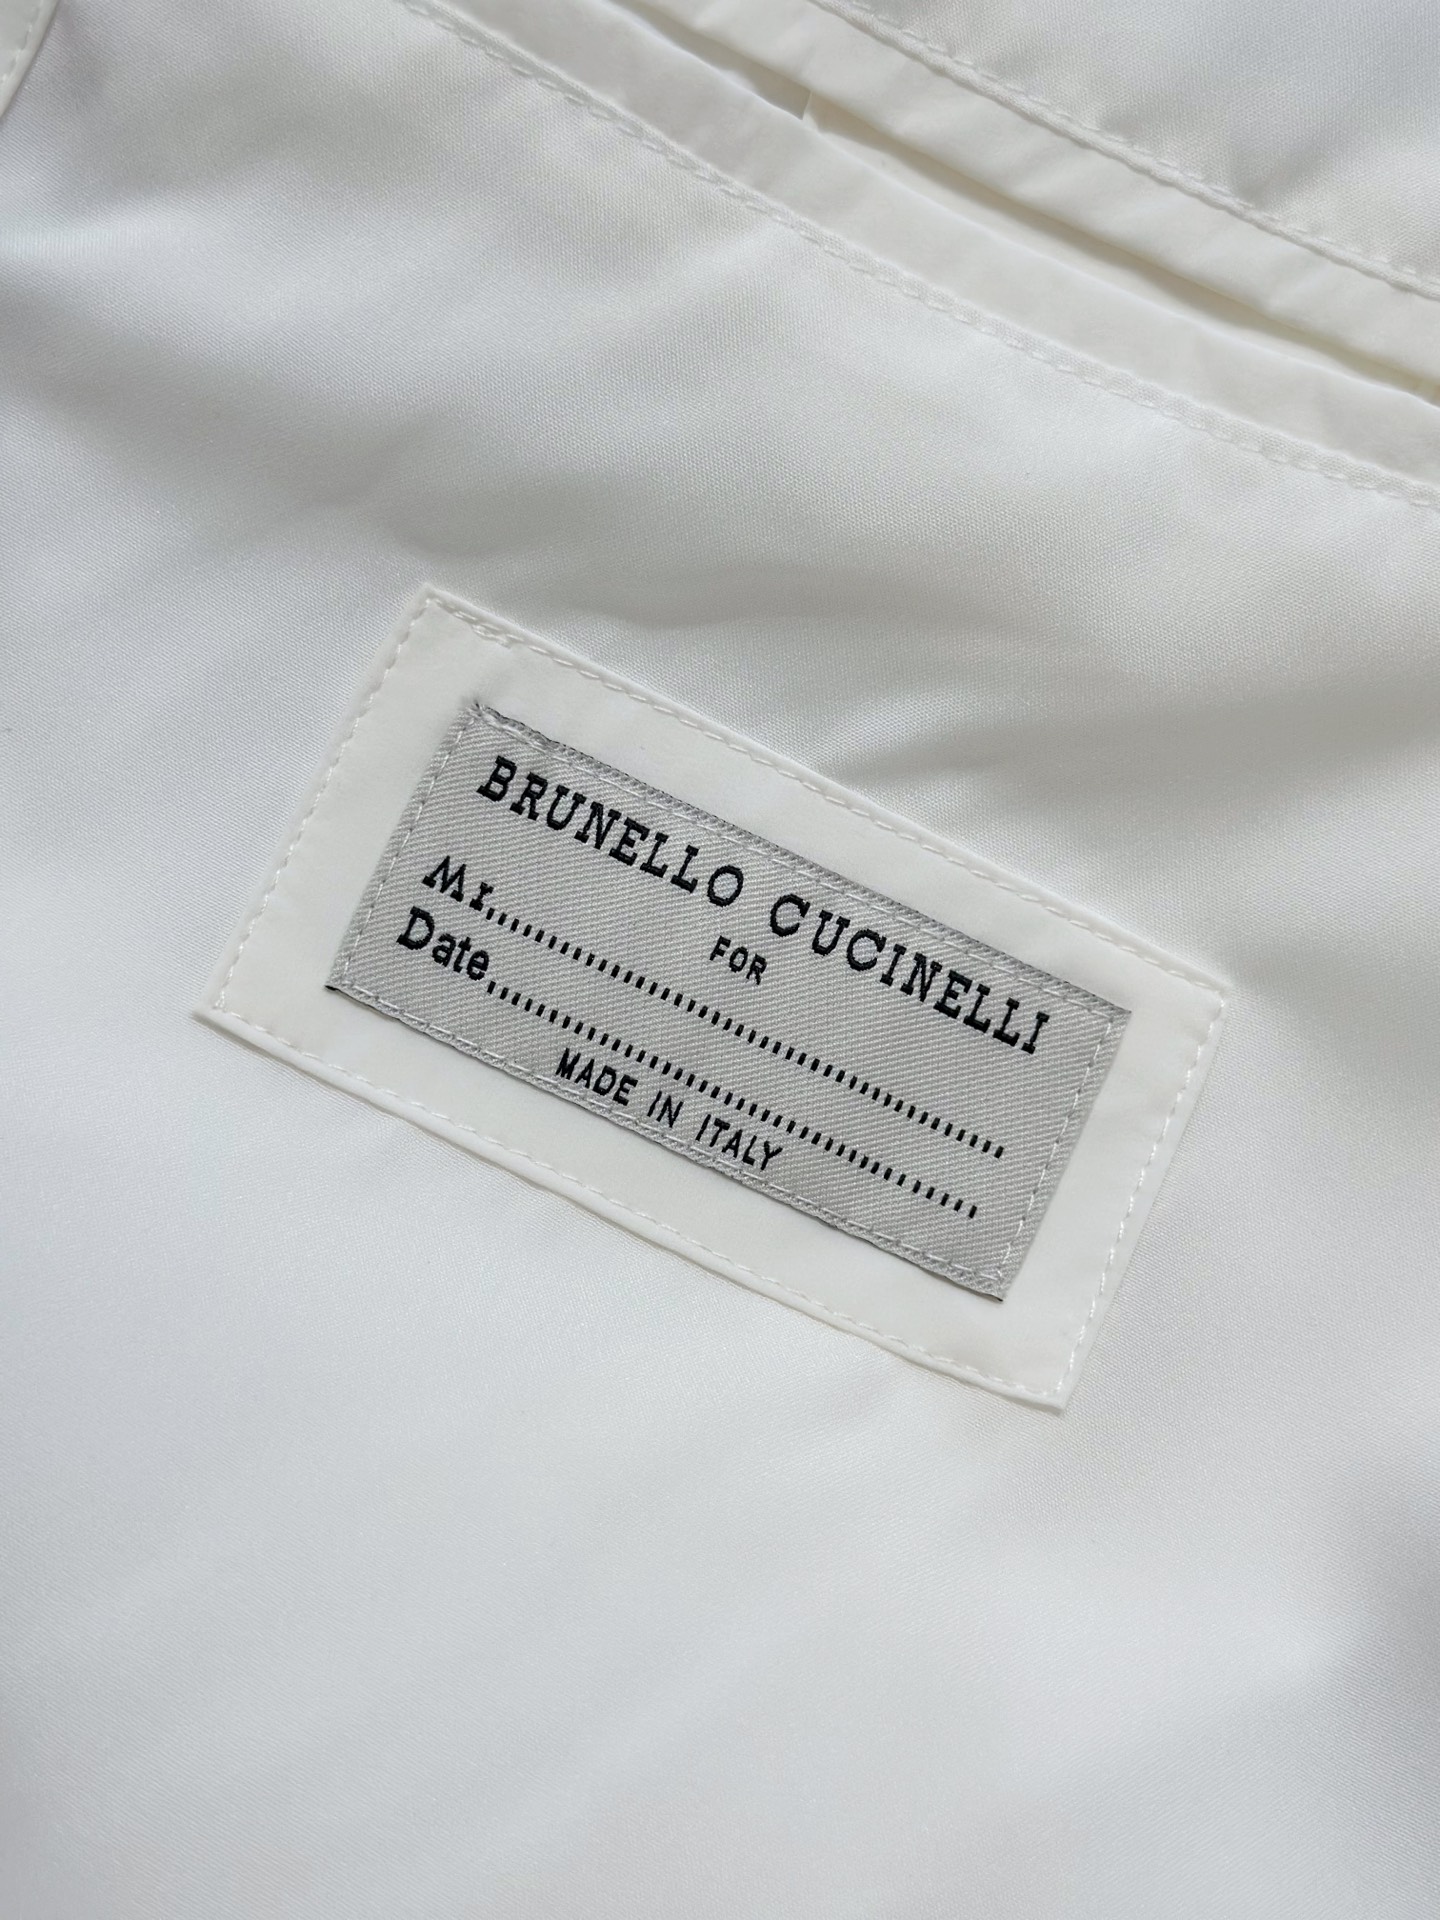 BRUNELLO CUCINELLI
FOR
Mr........................................
Date........................................
MADE IN ITALY